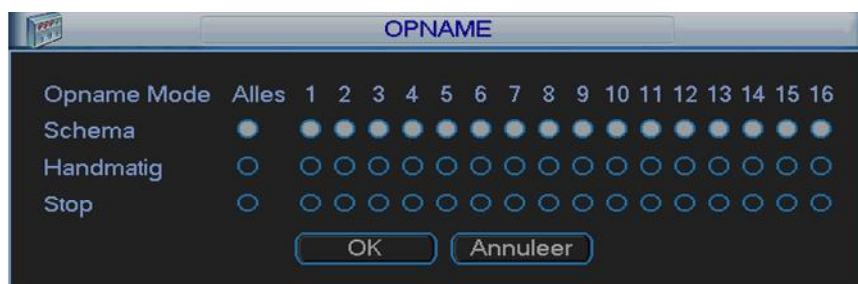 OPNAME
Opname Mode Alles 1 2 3 4 5 6 7 8 9 10 11 12 13 14 15 16
Schema
Handmatig
Stop
OK Annuleer